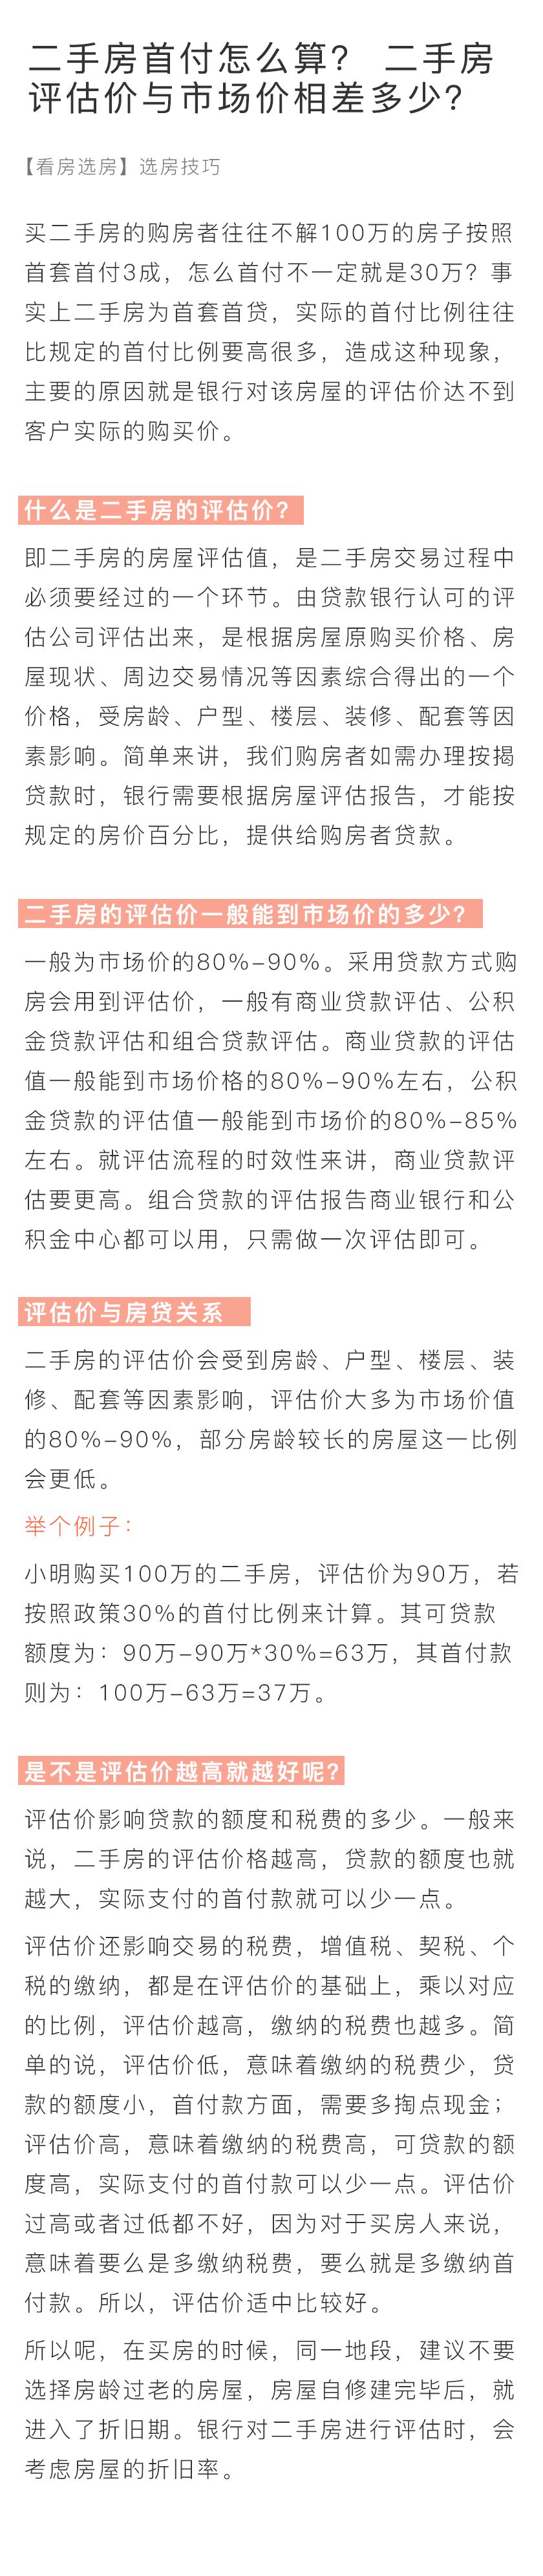 二手房首付怎么算？ 二手房
评估价与市场价相差多少？
【看房选房】选房技巧
买二手房的购房者往往不解100万的房子按照
首套首付3成，怎么首付不一定就是30万？事
实上二手房为首套首贷，实际的首付比例往往
比规定的首付比例要高很多，造成这种现象，
主要的原因就是银行对该房屋的评估价达不到
客户实际的购买价。
什么是二手房的评估价？
即二手房的房屋评估值，是二手房交易过程中
必须要经过的一个环节。由贷款银行认可的评
估公司评估出来，是根据房屋原购买价格、房
屋现状、周边交易情况等因素综合得出的一个
价格，受房龄、户型、楼层、装修、配套等因
素影响。简单来讲，我们购房者如需办理按揭
贷款时，银行需要根据房屋评估报告，才能按
规定的房价百分比，提供给购房者贷款。
二手房的评估价一般能到市场价的多少？
一般为市场价的80%-90%。采用贷款方式购
房会用到评估价，一般有商业贷款评估、公积
金贷款评估和组合贷款评估。商业贷款的评估
值一般能到市场价格的80%-90%左右，公积
金贷款的评估值一般能到市场价的80%-85%
左右。就评估流程的时效性来讲，商业贷款评
估要更高。组合贷款的评估报告商业银行和公
积金中心都可以用，只需做一次评估即可。
评估价与房贷关系
二手房的评估价会受到房龄、户型、楼层、装
修、配套等因素影响，评估价大多为市场价值
的80%-90%，部分房龄较长的房屋这一比例
会更低。
举个例子：
小明购买100万的二手房，评估价为90万，若
按照政策30%的首付比例来计算。其可贷款
额度为：90万-90万*30%=63万，其首付款
则为：100万-63万=37万。
是不是评估价越高就越好呢？
评估价影响贷款的额度和税费的多少。一般来
说，二手房的评估价格越高，贷款的额度也就
越大，实际支付的首付款就可以少一点。
评估价还影响交易的税费，增值税、契税、个
税的缴纳，都是在评估价的基础上，乘以对应
的比例，评估价越高，缴纳的税费也越多。简
单的说，评估价低，意味着缴纳的税费少，贷
款的额度小，首付款方面，需要多掏点现金；
评估价高，意味着缴纳的税费高，可贷款的额
度高，实际支付的首付款可以少一点。评估价
过高或者过低都不好，因为对于买房人来说，
意味着要么是多缴纳税费，要么就是多缴纳首
付款。所以，评估价适中比较好。
所以呢，在买房的时候，同一地段，建议不要
选择房龄过老的房屋，房屋自修建完毕后，就
进入了折旧期。银行对二手房进行评估时，会
考虑房屋的折旧率。